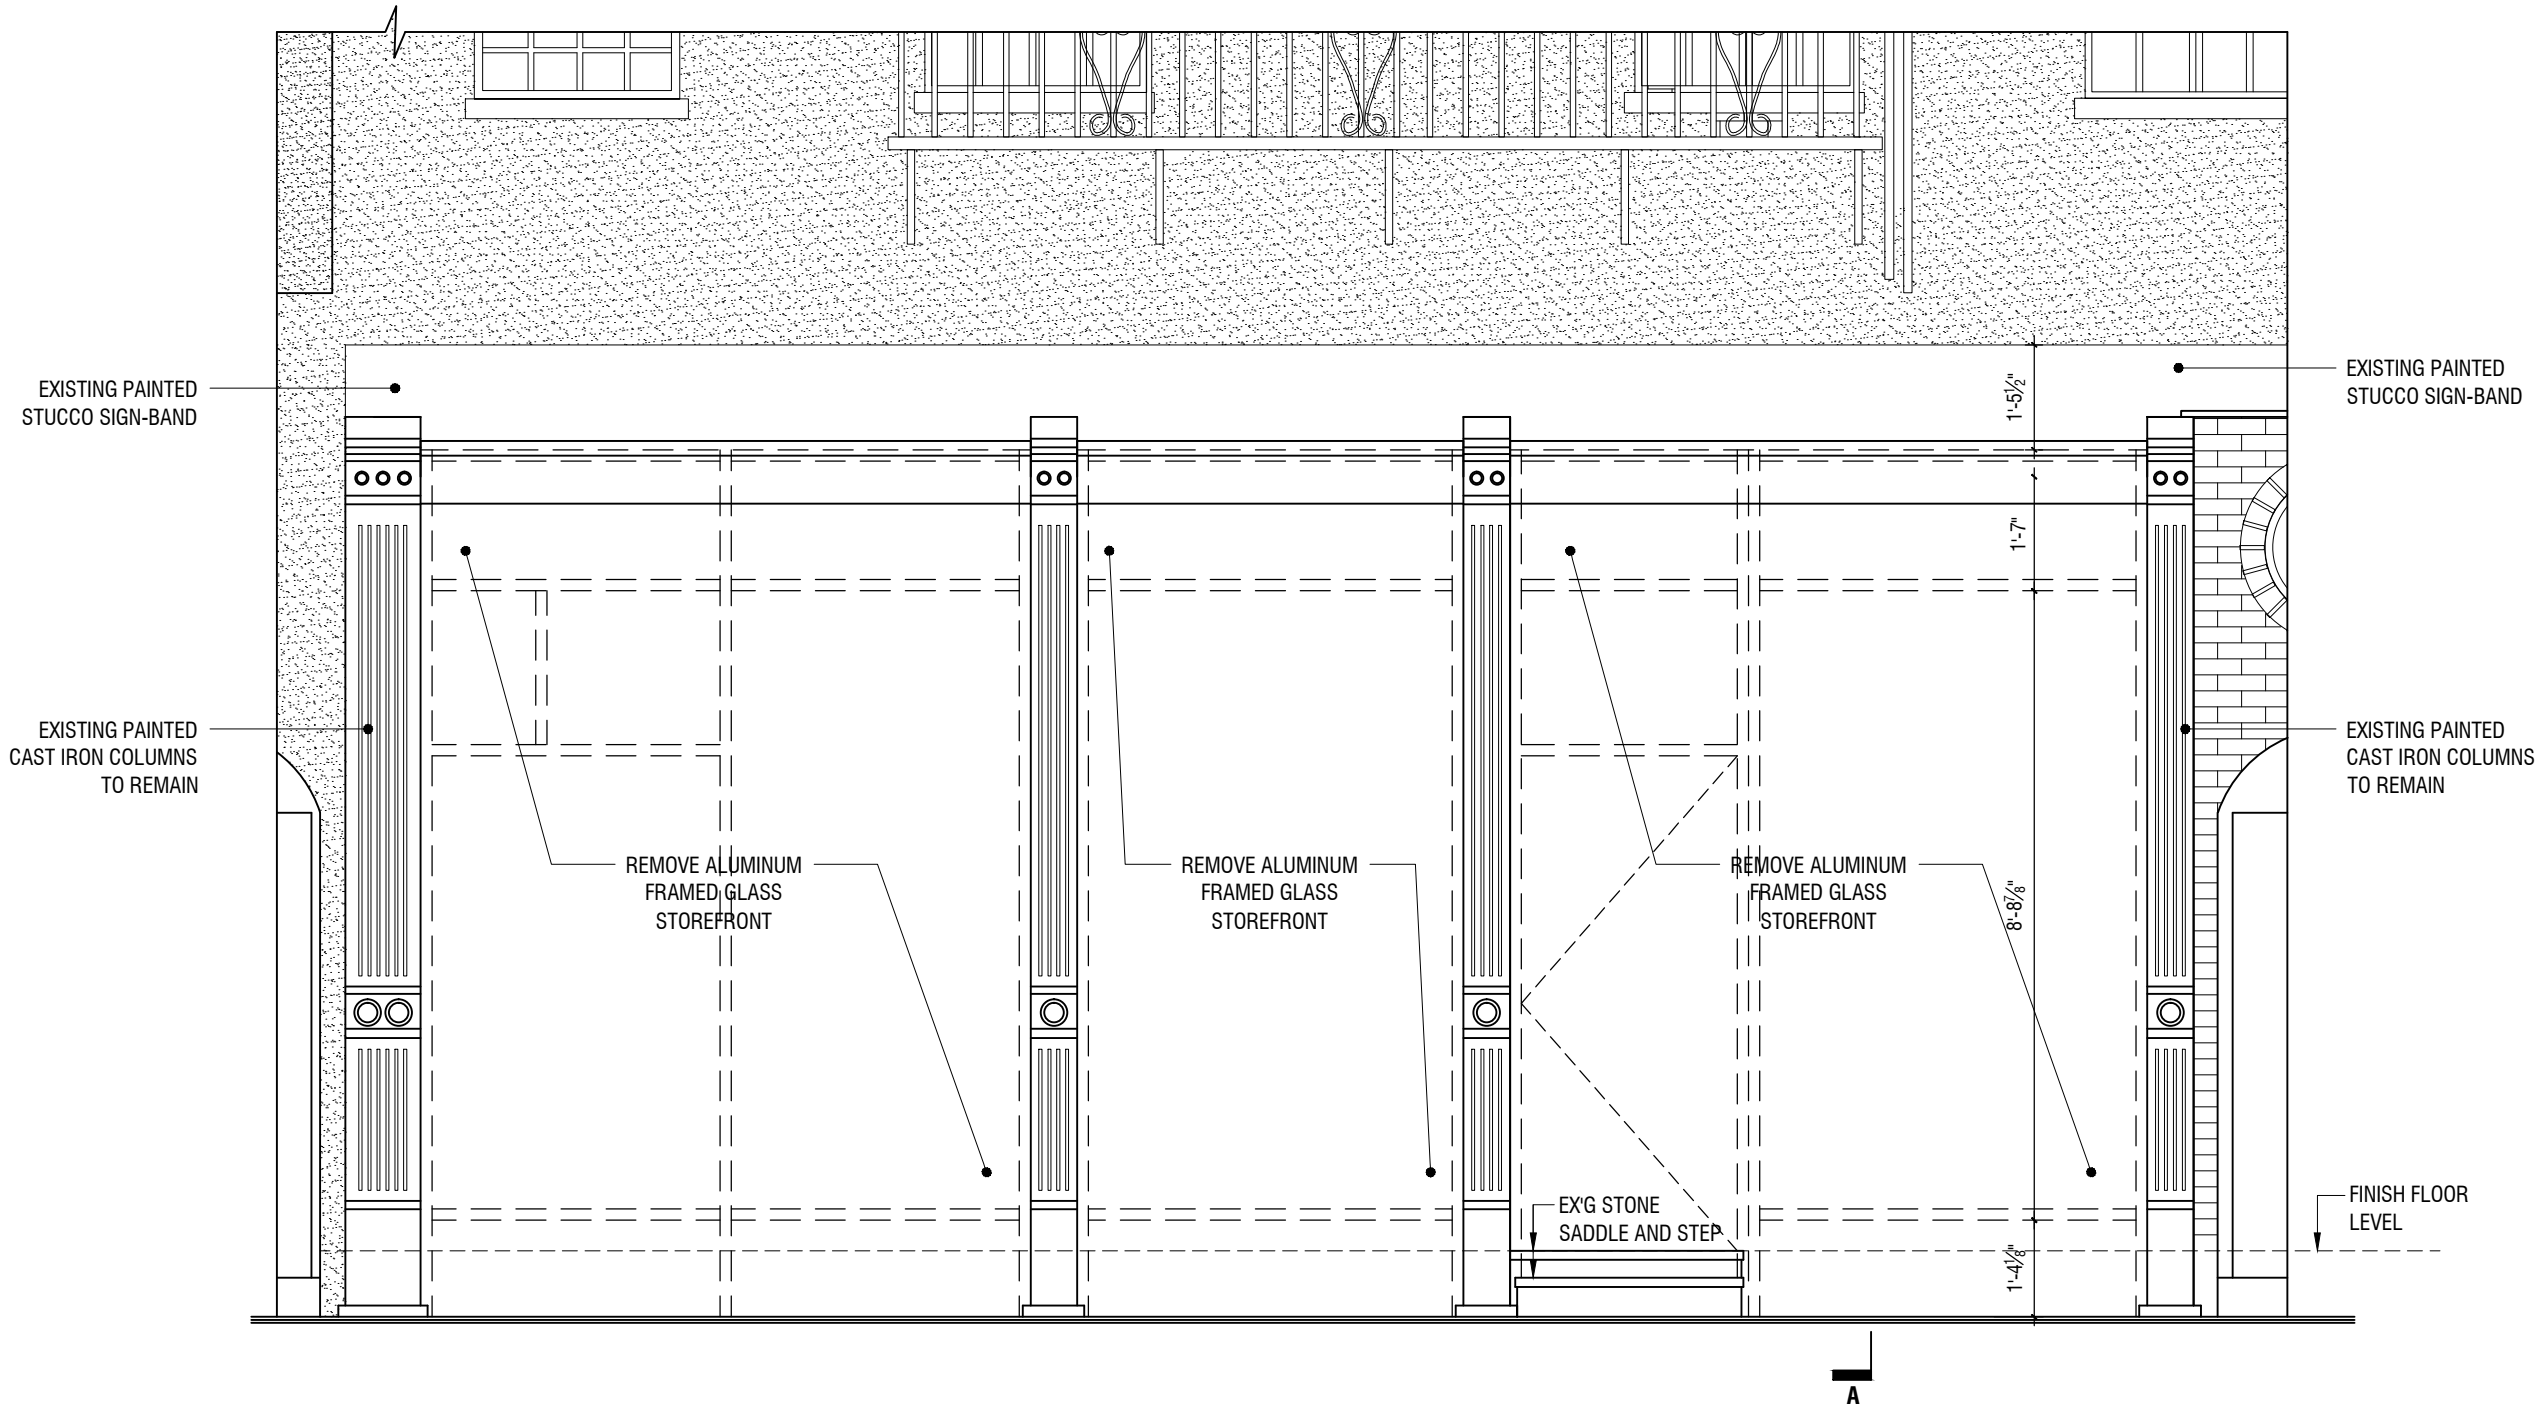 EXISTING PAINTED
STUCCO SIGN-BAND
EXISTING PAINTED
STUCCO SIGN-BAND
1'-5½"
1'-7"
EXISTING PAINTED
CAST IRON COLUMNS
TO REMAIN
EXISTING PAINTED
CAST IRON COLUMNS
TO REMAIN
REMOVE ALUMINUM
FRAMED GLASS
STOREFRONT
REMOVE ALUMINUM
FRAMED GLASS
STOREFRONT
REMOVE ALUMINUM
FRAMED GLASS
STOREFRONT
8'-8⅞"
EX'G STONE
SADDLE AND STEP
FINISH FLOOR
LEVEL
1'-4⅛"
A